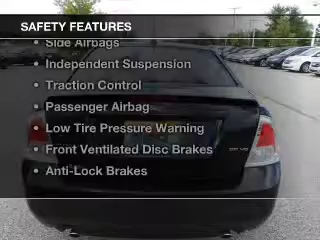 SAFETY FEATURES
• Side Airbags
• Independent Suspension
• Traction Control
• Passenger Airbag
• Low Tire Pressure Warning
• Front Ventilated Disc Brakes
• Anti-Lock Brakes